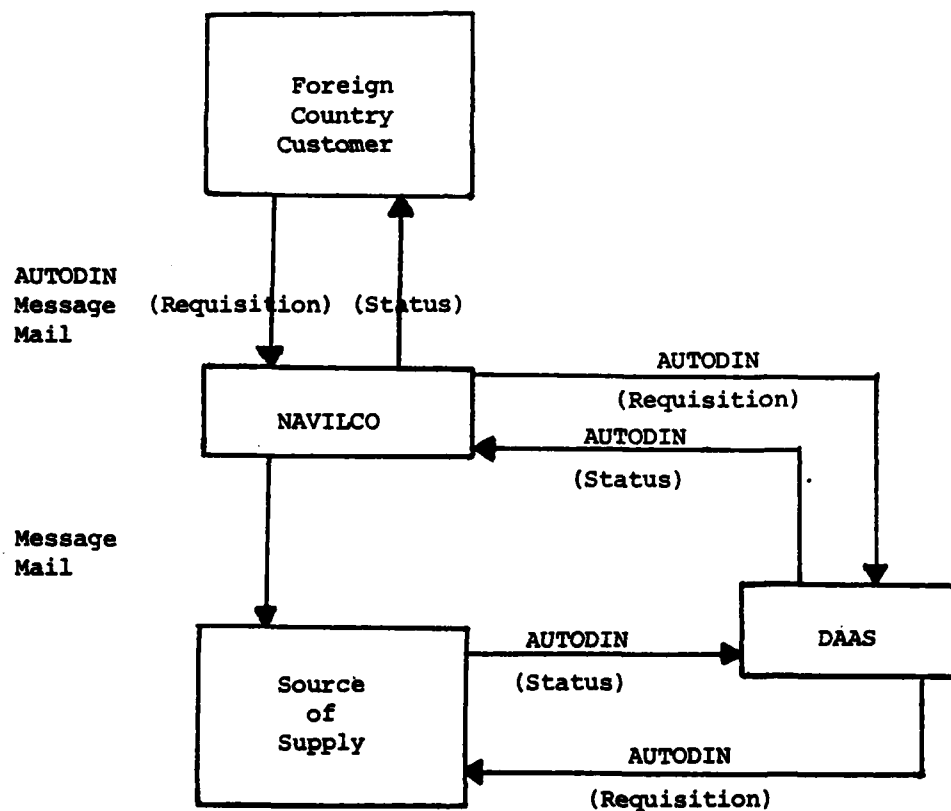 Foreign
Country
Customer
AUTODIN
Message (Requisition) (Status)
Mail
AUTODIN
(Requisition)
NAVILCO
AUTODIN
(Status)
Message
Mail
DAAS
AUTODIN
(Status)
Source
of
Supply
AUTODIN
(Requisition)